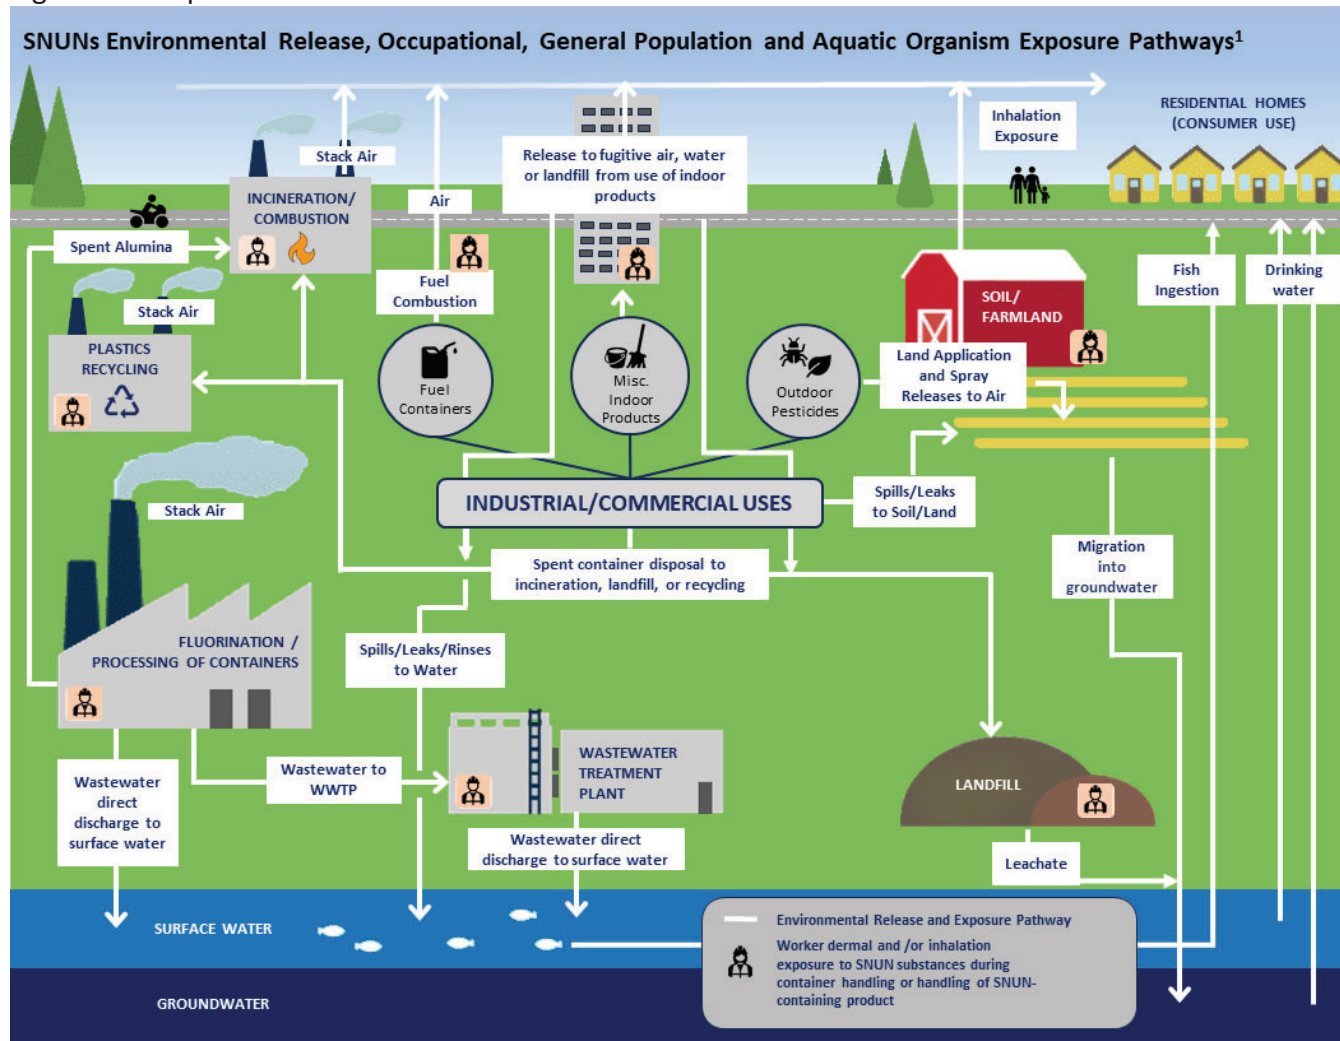 SNUNs Environmental Release, Occupational, General Population and Aquatic Organism Exposure Pathways1
RESIDENTIAL HOMES
(CONSUMER USE)
Inhalation
Exposure
Stack Air
Release to fugitive air, water
or landfill from use of indoor
products
INCINERATION/
COMBUSTION
Air
Spent Alumina
Fuel
Combustion
Fish
Ingestion
Drinking
water
SOIL/
FARMLAND
Stack Air
PLASTICS
RECYCLING
Fuel
Containers
Misc.
Indoor
Products
Outdoor
Pesticides
Land Application
and Spray
Releases to Air
INDUSTRIAL/COMMERCIAL USES
Spills/Leaks
to Soil/Land
Stack Air
Spent container disposal to
incineration, landfill, or recycling
Migration
into
groundwater
FLUORINATION /
PROCESSING OF CONTAINERS
Spills/Leaks/Rinses
to Water
Wastewater
direct
discharge to
surface water
Wastewater to
WWTP
WASTEWATER
TREATMENT
PLANT
LANDFILL
Wastewater direct
discharge to surface water
Leachate
SURFACE WATER
Environmental Release and Exposure Pathway
Worker dermal and /or inhalation
exposure to SNUN substances during
container handling or handling of SNUN-
containing product
GROUNDWATER